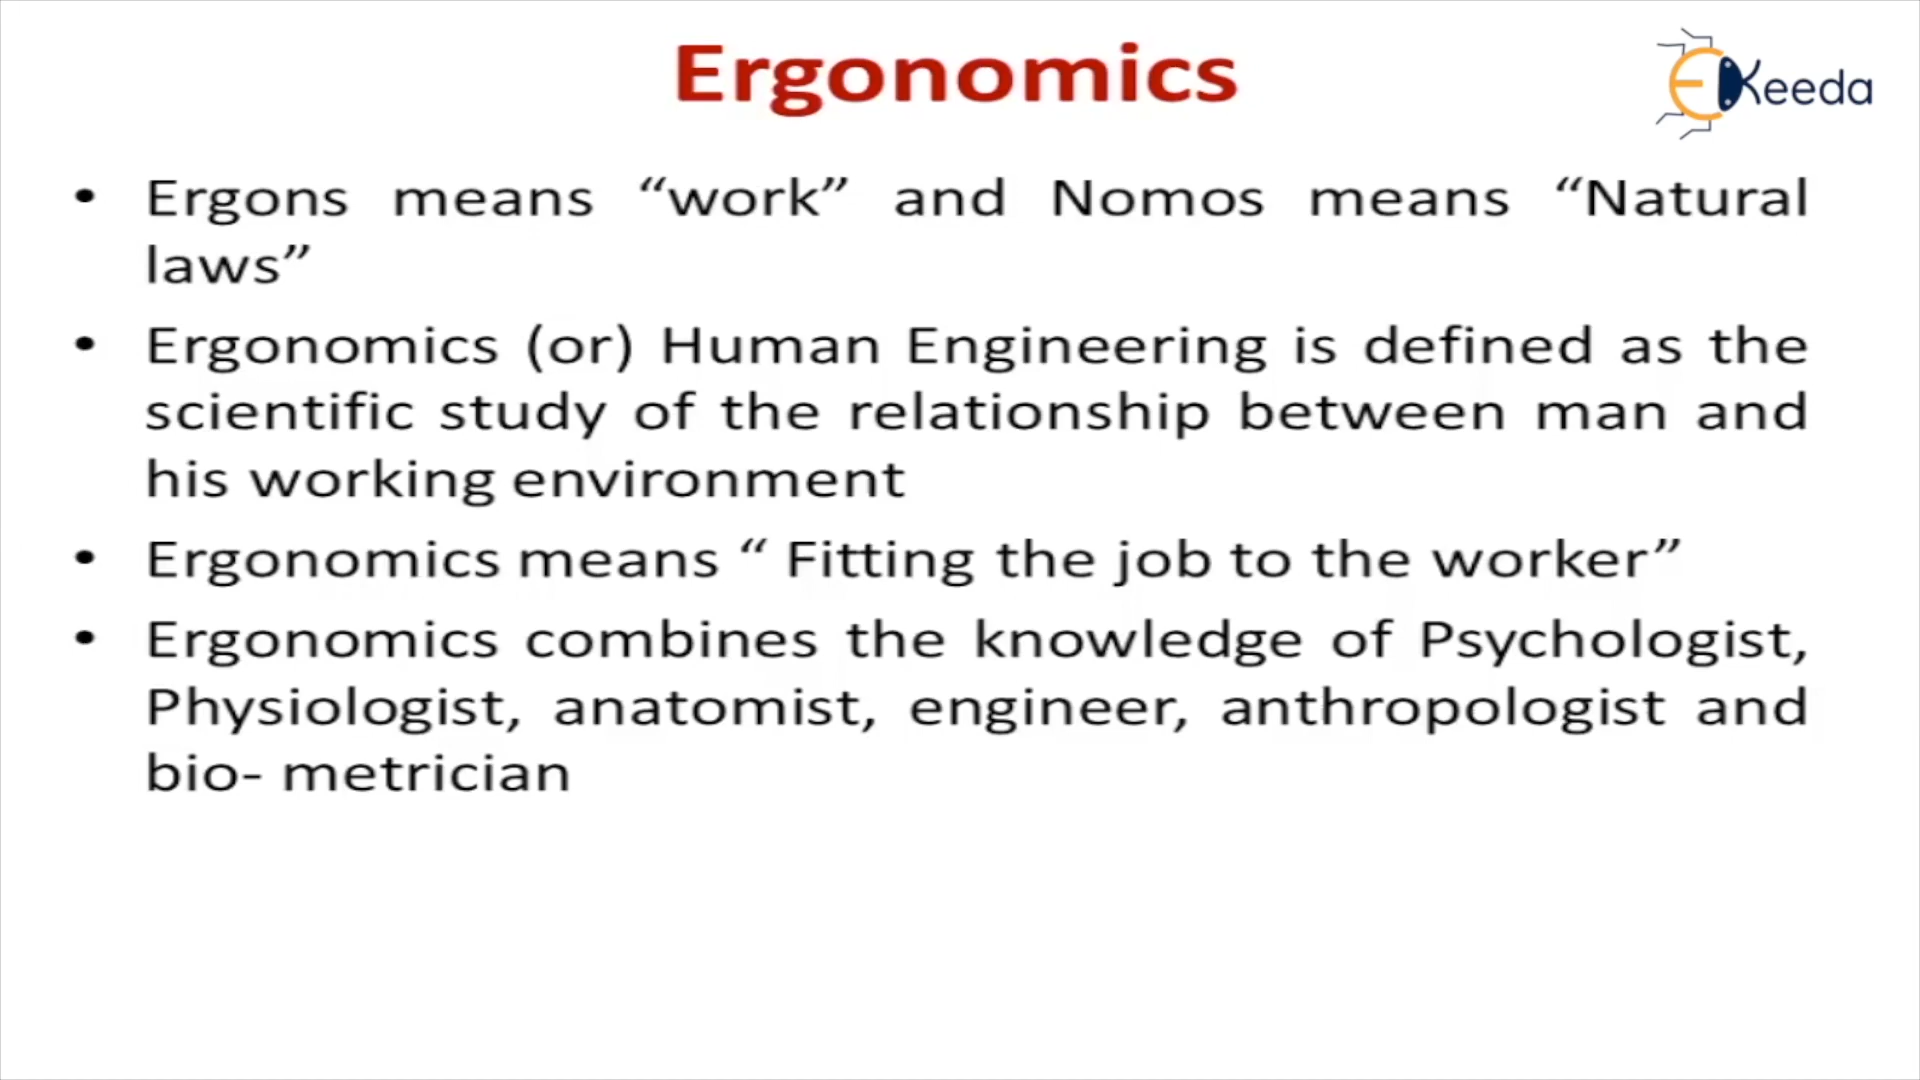 Ergonomics
EKeeda
• Ergons means “work” and Nomos means “Natural
laws”
• Ergonomics (or) Human Engineering is defined as the
scientific study of the relationship between man and
his working environment
• Ergonomics means “ Fitting the job to the worker”
• Ergonomics combines the knowledge of Psychologist,
Physiologist, anatomist, engineer, anthropologist and
bio- metrician